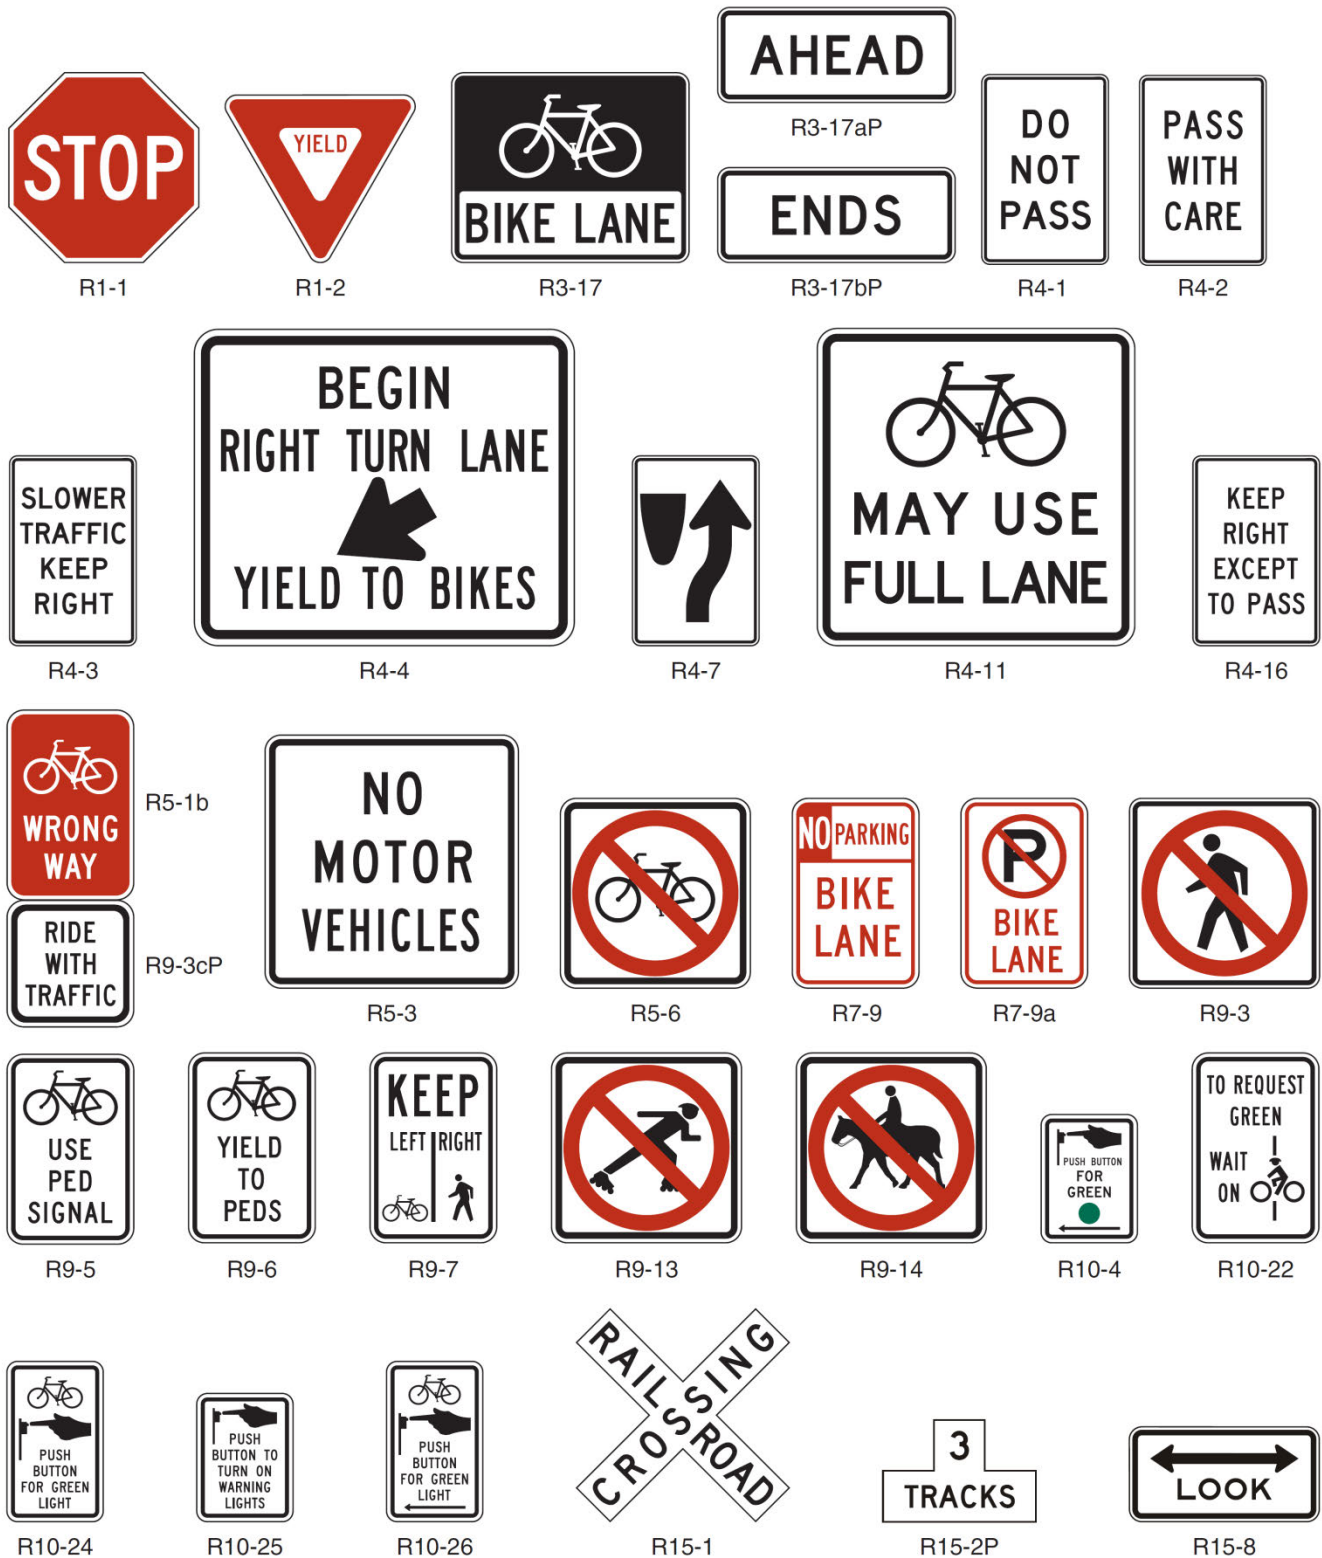 STOP
R1-1
YIELD
R1-2
BIKE LANE
R3-17
AHEAD
R3-17aP
ENDS
R3-17bP
DO
NOT
PASS
R4-1
PASS
WITH
CARE
R4-2
SLOWER
TRAFFIC
KEEP
RIGHT
R4-3
BEGIN
RIGHT TURN LANE
YIELD TO BIKES
R4-4
R4-7
MAY USE
FULL LANE
R4-11
KEEP
RIGHT
EXCEPT
TO PASS
R4-16
WRONG
WAY
R5-1b
RIDE
WITH
TRAFFIC
R9-3cP
NO
MOTOR
VEHICLES
R5-3
R5-6
NO PARKING
BIKE
LANE
R7-9
P
BIKE
LANE
R7-9a
R9-3
USE
PED
SIGNAL
R9-5
YIELD
TO
PEDS
R9-6
KEEP
LEFT RIGHT
R9-7
R9-13
R9-14
PUSH BUTTON
FOR
GREEN
R10-4
TO REQUEST
GREEN
WAIT
ON
R10-22
PUSH
BUTTON
FOR GREEN
LIGHT
R10-24
PUSH
BUTTON TO
TURN ON
WARNING
LIGHTS
R10-25
PUSH
BUTTON
FOR GREEN
LIGHT
R10-26
RAILROAD
CROSSING
R15-1
3
TRACKS
R15-2P
LOOK
R15-8